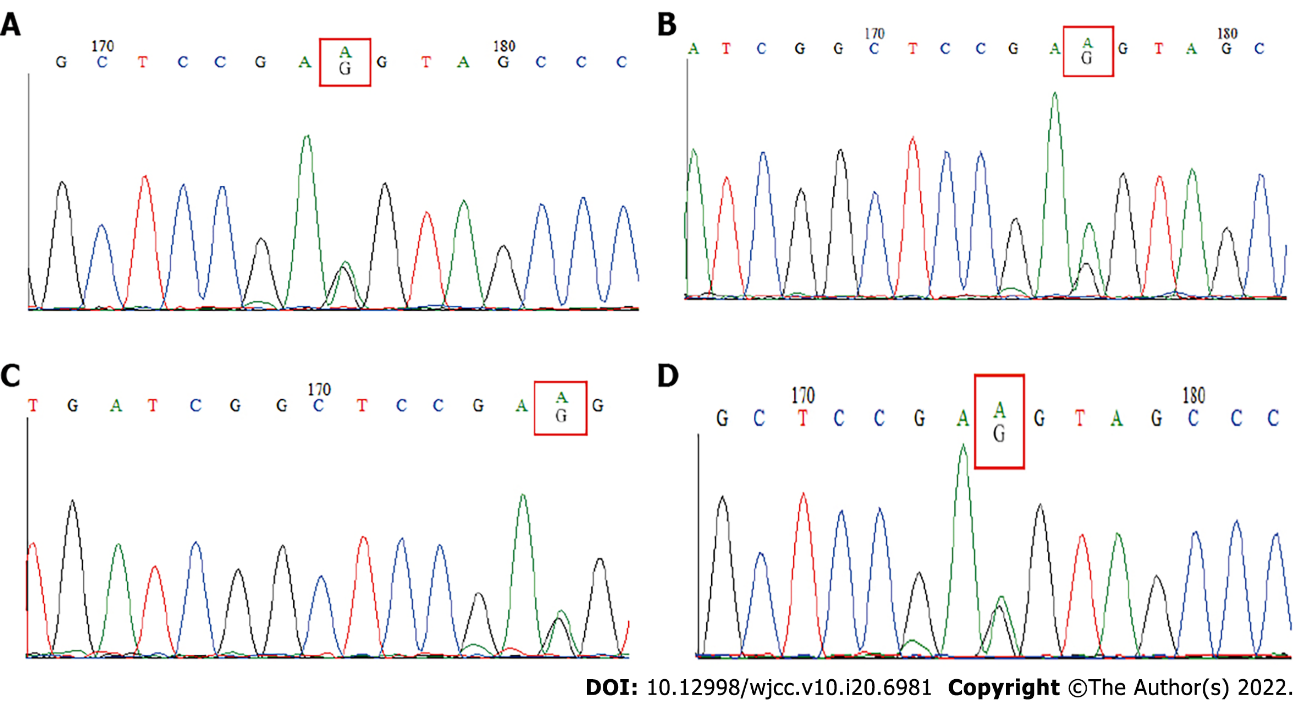 A
170 180
G C T C C G A A G T A G C C C
G
B
170 180
A T C G G C T C C G A A G T A G C
G
C
170
T G A T C G G C T C C G A A G
G
D
170 180
G C T C C G A A G T A G C C C
G
DOI: 10.12998/wjcc.v10.i20.6981 Copyright ©The Author(s) 2022.